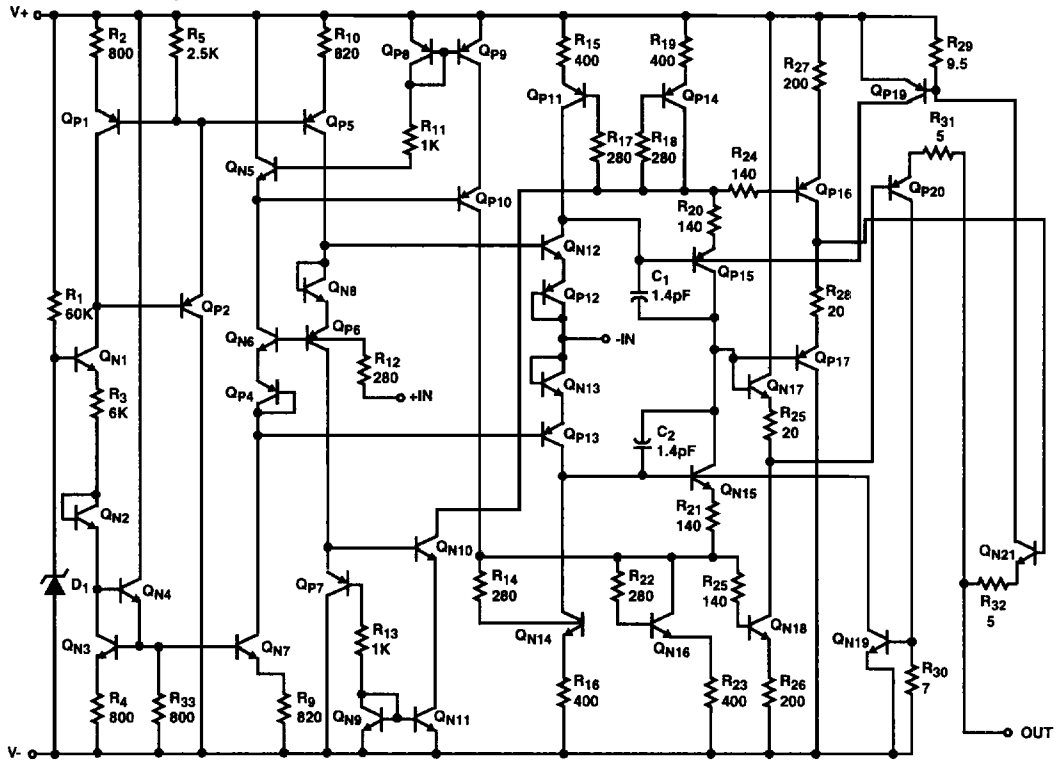 V+
R2
800
R5
2.5K
R10
820
QP8
QP9
R15
400
R19
400
R27
200
R29
9.5
QP19
QP1
QP5
QP11
QP14
R11
1K
R17
280
R18
280
R31
5
QN5
R24
140
QP16
QP20
QP10
R20
140
QN12
QP15
R1
60K
QP2
QN8
QP12
C1
1.4pF
R28
20
QN1
QN6
QP6
R12
280
-IN
QP17
R3
6K
QP4
+IN
QN13
QN17
R25
20
QP13
C2
1.4pF
QN2
QN15
R21
140
QN10
QN21
D1
QN4
QP7
R14
280
R22
280
R25
140
R32
5
QN3
QN7
R13
1K
QN14
QN16
QN18
QN19
R30
7
R4
800
R33
800
R9
820
QN9
QN11
R16
400
R23
400
R26
200
V-
OUT